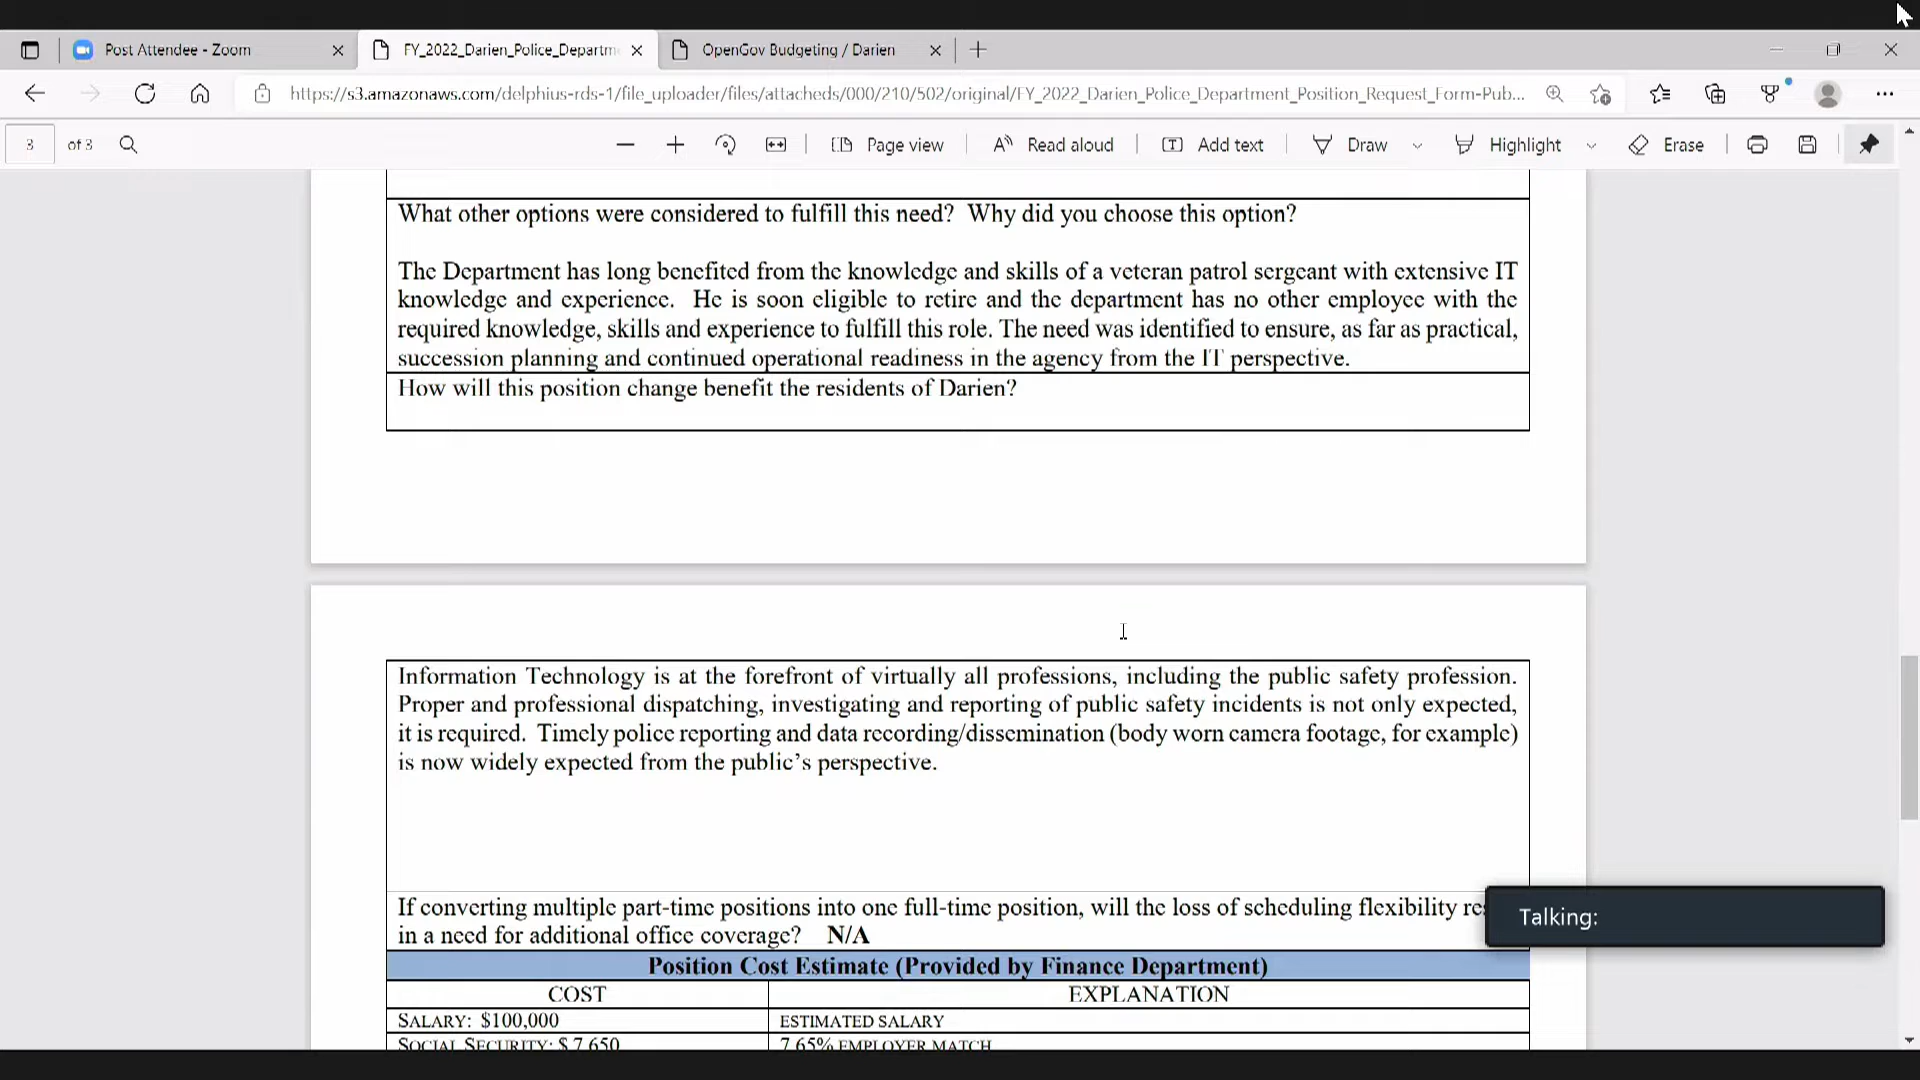 Post Attendee - Zoom
FY_2022_Darien_Police_Departm
OpenGov Budgeting / Darien
https://s3.amazonaws.com/delphius-rds-1/file_uploader/files/attacheds/000/210/502/original/FY_2022_Darien_Police_Department_Position_Request_Form-Pub...
3 of 3
Page view
Read aloud
Add text
Draw
Highlight
Erase
What other options were considered to fulfill this need? Why did you choose this option?
The Department has long benefited from the knowledge and skills of a veteran patrol sergeant with extensive IT
knowledge and experience. He is soon eligible to retire and the department has no other employee with the
required knowledge, skills and experience to fulfill this role. The need was identified to ensure, as far as practical,
succession planning and continued operational readiness in the agency from the IT perspective.
How will this position change benefit the residents of Darien?
Information Technology is at the forefront of virtually all professions, including the public safety profession.
Proper and professional dispatching, investigating and reporting of public safety incidents is not only expected,
it is required. Timely police reporting and data recording/dissemination (body worn camera footage, for example)
is now widely expected from the public's perspective.
If converting multiple part-time positions into one full-time position, will the loss of scheduling flexibility re
in a need for additional office coverage? N/A
Talking:
Position Cost Estimate (Provided by Finance Department)
COST EXPLANATION
SALARY: $100,000 ESTIMATED SALARY
SOCIAL SECURITY: $ 7,650 7.65% EMPLOYER MATCH